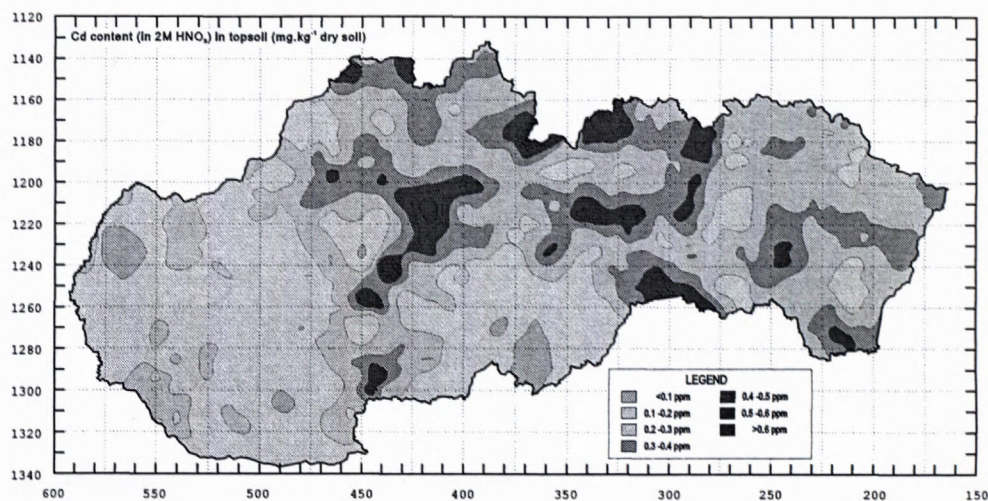 Cd content (in 2M HNO₃) in topsoil (mg.kg⁻¹ dry soil)
1120
1140
1160
1180
1200
1220
1240
1260
1280
1300
1320
1340
600
550
500
450
400
350
300
250
200
150
LEGEND
<0.1 ppm
0.1 -0.2 ppm
0.2 -0.3 ppm
0.3 -0.4 ppm
0.4 -0.5 ppm
0.5 -0.6 ppm
>0.6 ppm